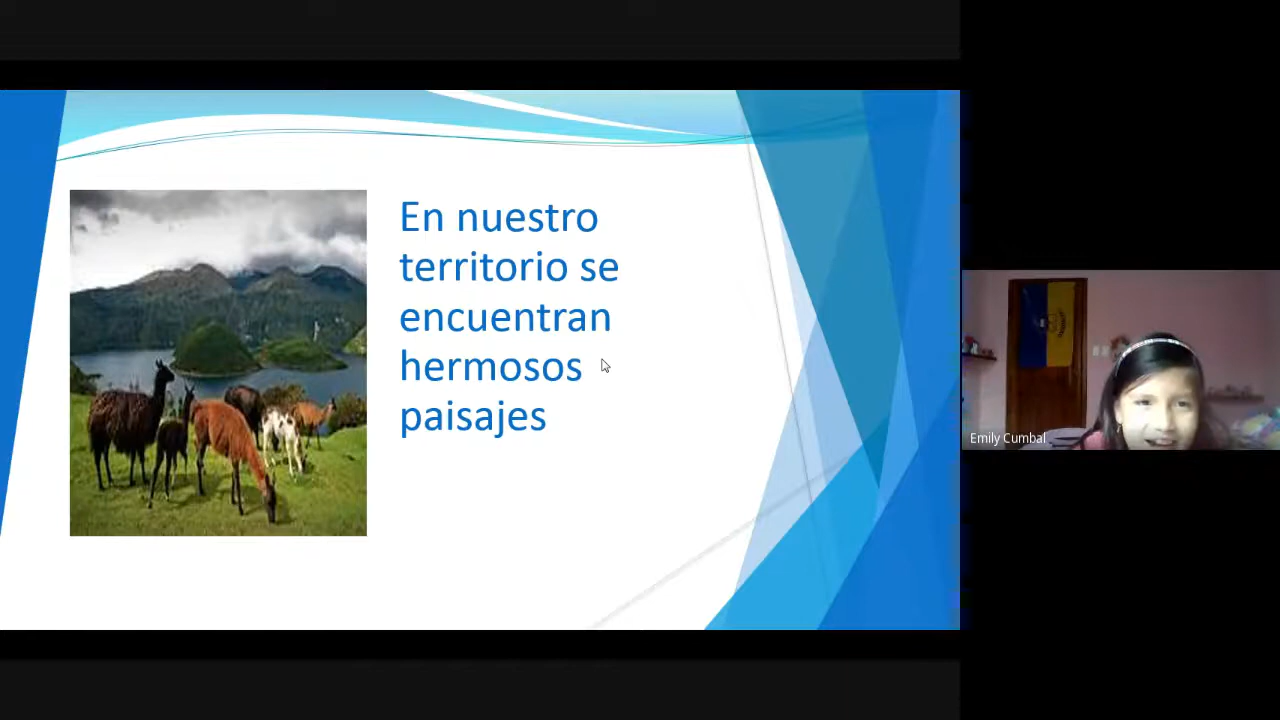 En nuestro
territorio se
encuentran
hermosos
paisajes
Emily Cumbal